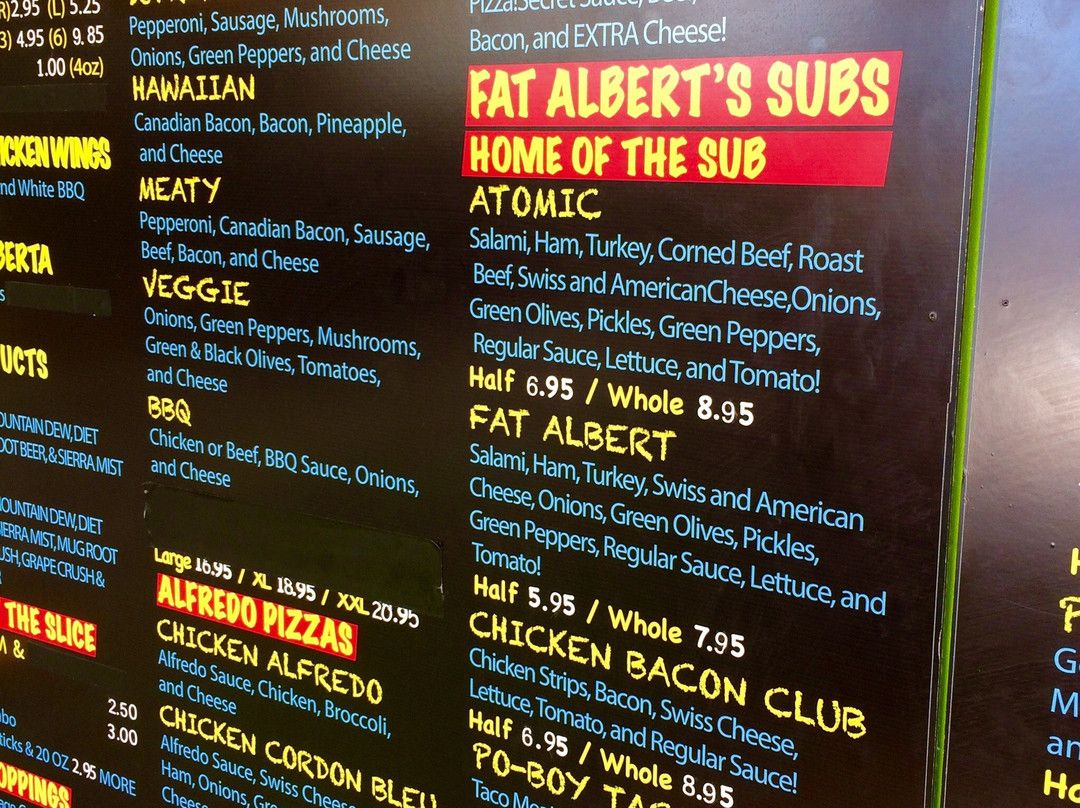 2.95 (L) 5.25
4.95 (6) 9.85
1.00 (4oz)
White BBQ
MOUNTAIN DEW, DIET
ROOT BEER, & SIERRA MIST
MOUNTAIN DEW, DIET
SIERRA MIST, MUG ROOT
GRAPE CRUSH &
THE SLICE
&
2.50
3.00
& 20 OZ 2.95 MORE
Pepperoni, Sausage, Mushrooms,
Onions, Green Peppers, and Cheese
HAWAIIAN
Canadian Bacon, Bacon, Pineapple,
and Cheese
MEATY
Pepperoni, Canadian Bacon, Sausage,
Beef, Bacon, and Cheese
VEGGIE
Onions, Green Peppers, Mushrooms,
Green & Black Olives, Tomatoes,
and Cheese
BBQ
Chicken or Beef, BBQ Sauce, Onions,
and Cheese
Large 16.95 / XL 18.95 / XXL 20.95
ALFREDO PIZZAS
CHICKEN ALFREDO
Alfredo Sauce, Chicken, Broccoli,
and Cheese
CHICKEN CORDON BLEU
Alfredo Sauce, Swiss Cheese
Ham, Onions,
Cheese
Pizza! Secret Sauce,
Bacon, and EXTRA Cheese!
FAT ALBERT'S SUBS
HOME OF THE SUB
ATOMIC
Salami, Ham, Turkey, Corned Beef, Roast
Beef, Swiss and AmericanCheese,Onions,
Green Olives, Pickles, Green Peppers,
Regular Sauce, Lettuce, and Tomato!
Half 6.95 / Whole 8.95
FAT ALBERT
Salami, Ham, Turkey, Swiss and American
Cheese, Onions, Green Olives, Pickles,
Green Peppers, Regular Sauce, Lettuce, and
Tomato!
Half 5.95 / Whole 7.95
CHICKEN BACON CLUB
Chicken Strips, Bacon, Swiss Cheese,
Lettuce, Tomato, and Regular Sauce!
Half 6.95 / Whole 8.95
PO-BOY
Taco